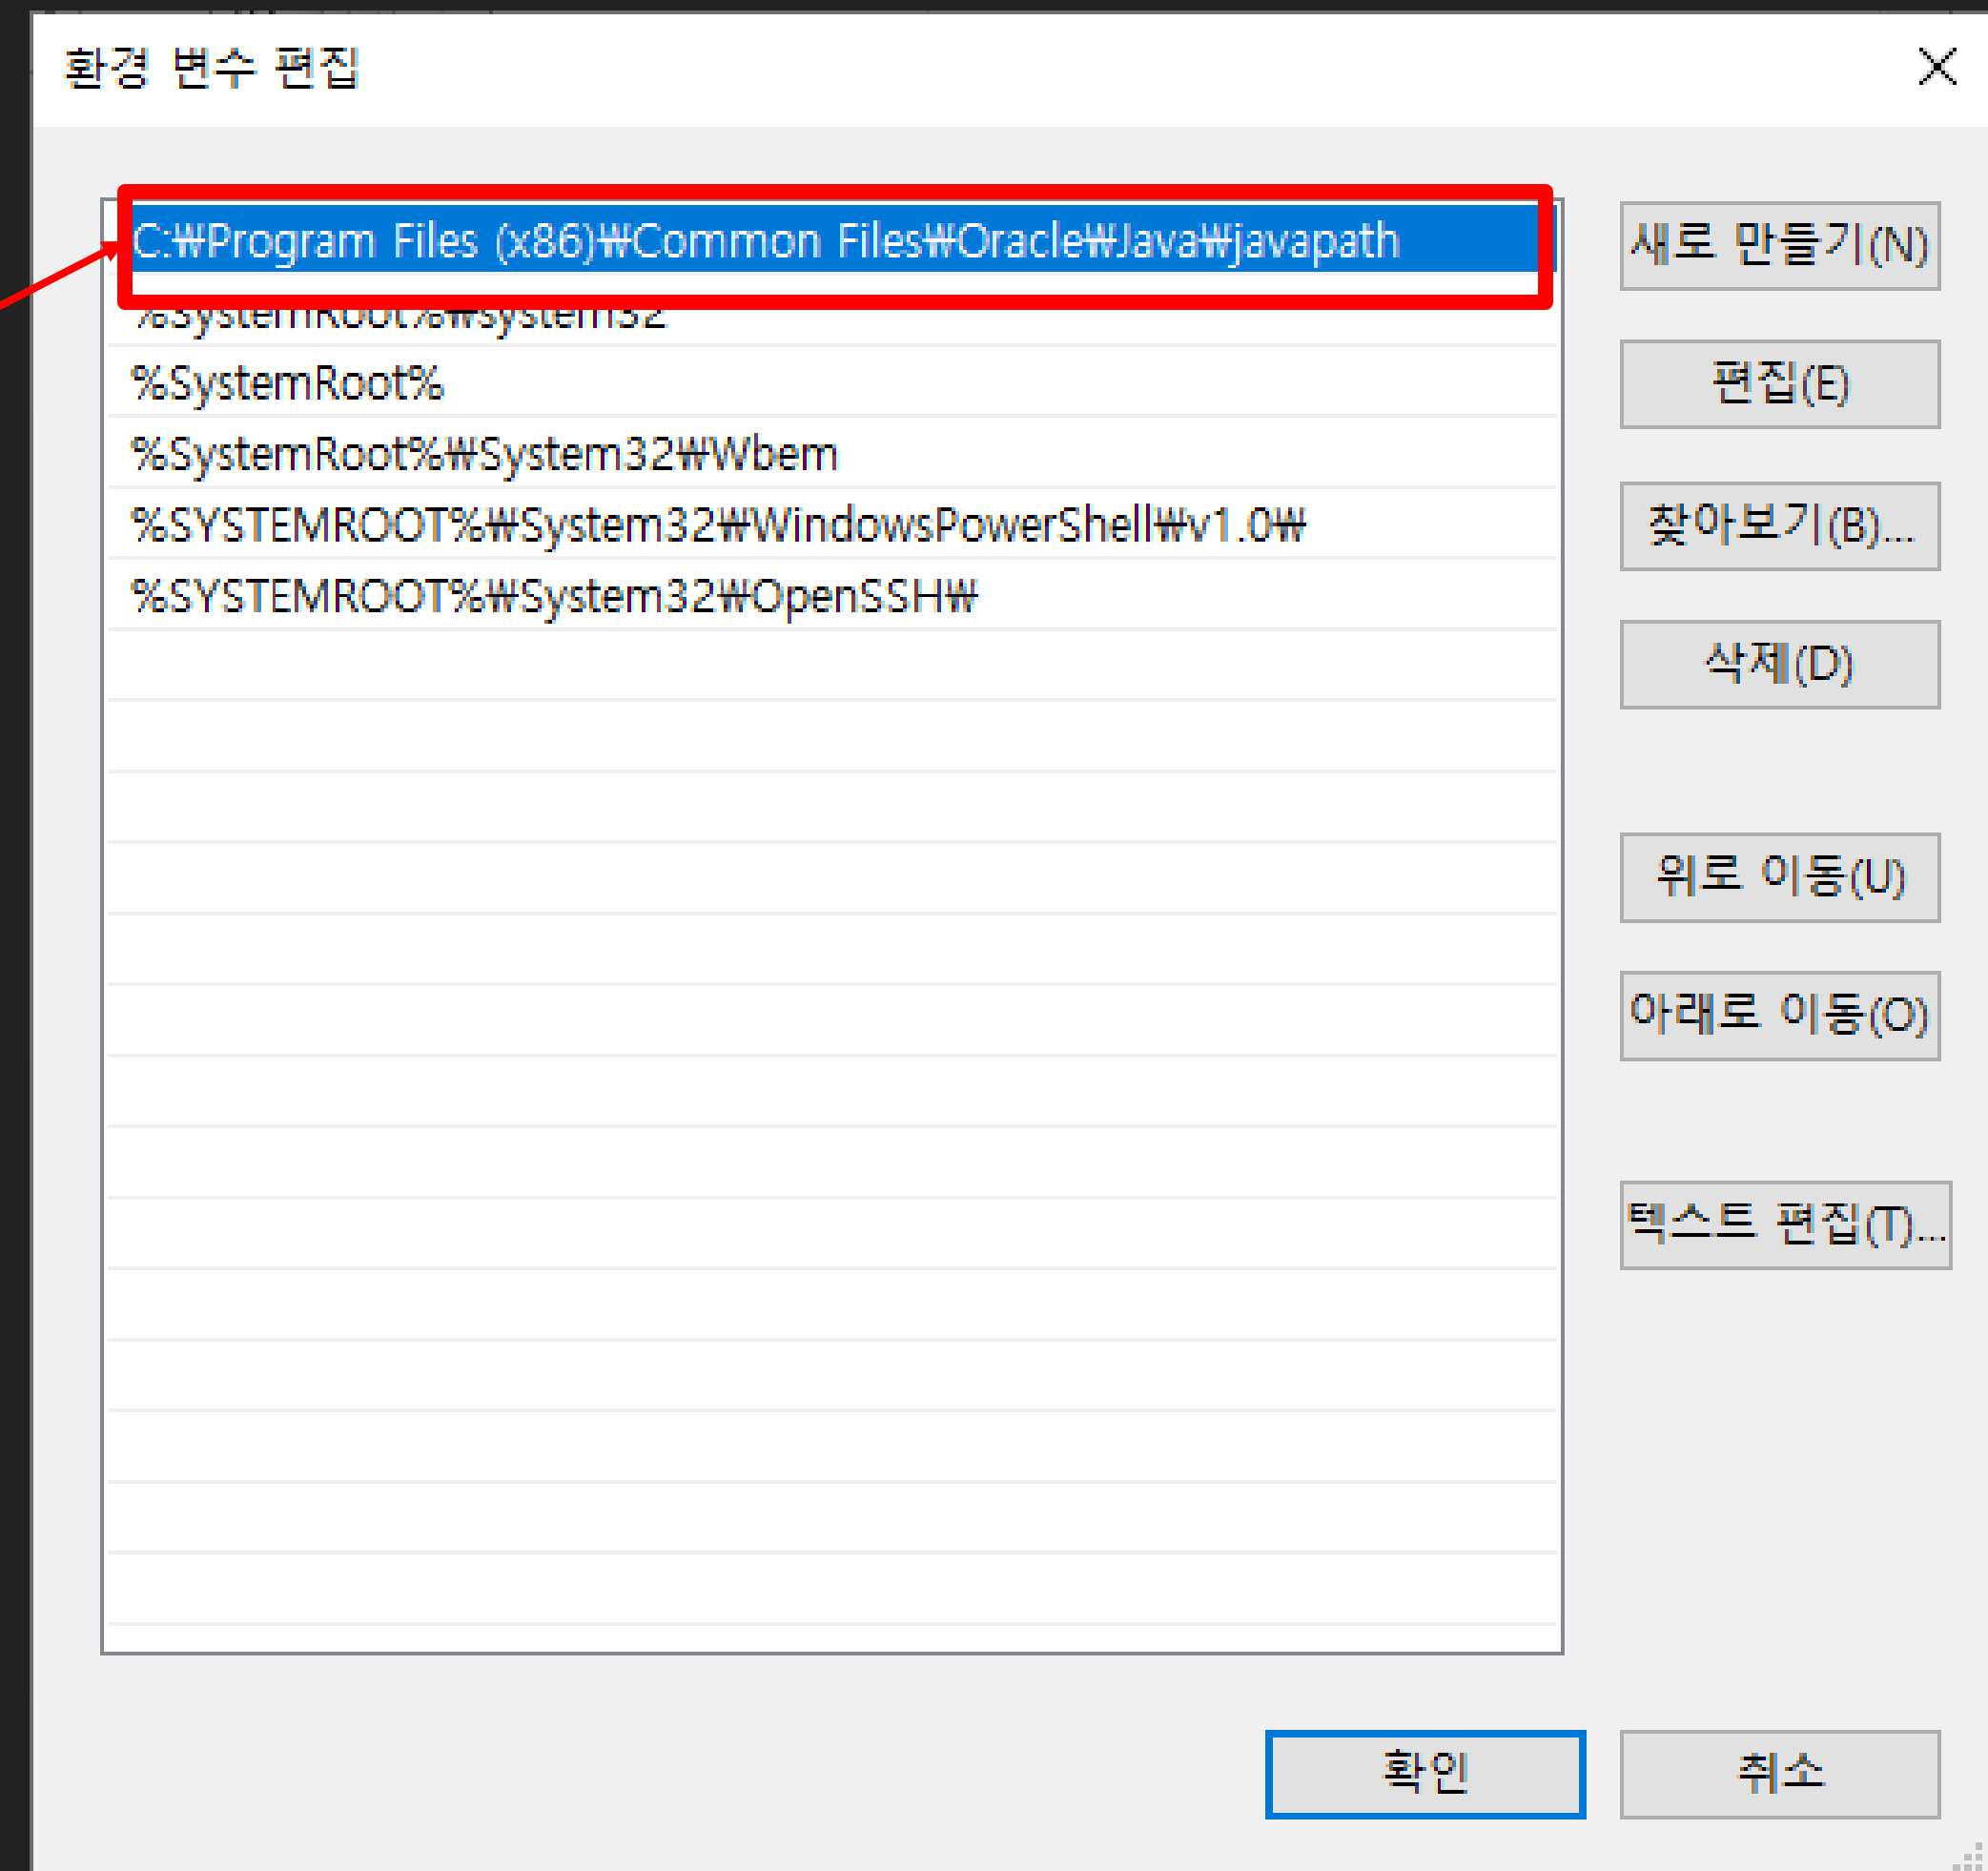 환경 변수 편집
C:₩Program Files (x86)₩Common Files₩Oracle₩Java₩javapath
%SystemRoot%₩system32
%SystemRoot%
%SystemRoot%₩System32₩Wbem
%SYSTEMROOT%₩System32₩WindowsPowerShell₩v1.0₩
%SYSTEMROOT%₩System32₩OpenSSH₩
새로 만들기(N)
편집(E)
찾아보기(B)...
삭제(D)
위로 이동(U)
아래로 이동(O)
텍스트 편집(T)...
확인
취소